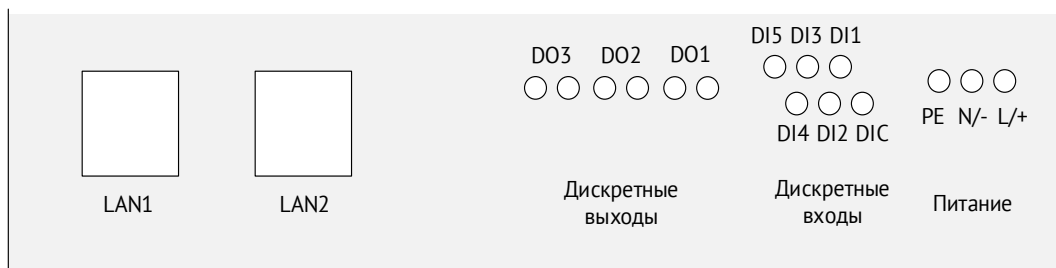 DI5 DI3 DI1
DO3 DO2 DO1
PE N/- L/+
DI4 DI2 DIC
LAN1
LAN2
Дискретные
выходы
Дискретные
входы
Питание